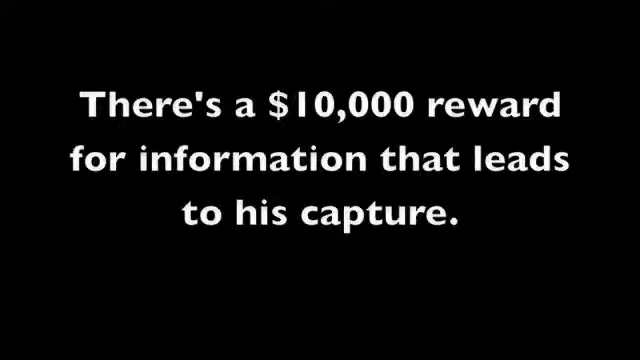 There's a $10,000 reward
for information that leads
to his capture.